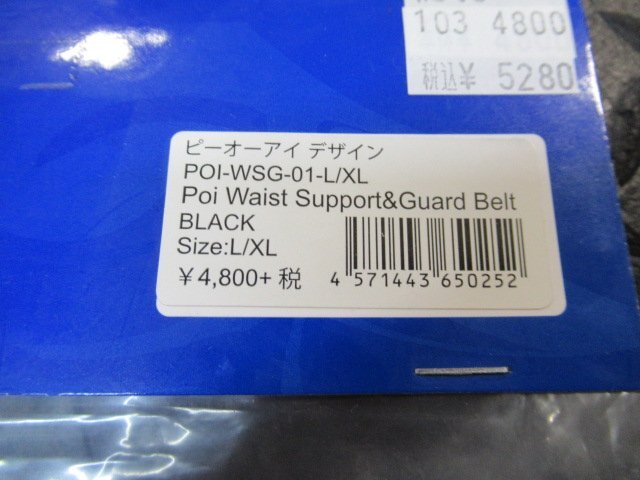 103 4800
税込¥ 5280
ピーオーアイ デザイン
POI-WSG-01-L/XL
Poi Waist Support&Guard Belt
BLACK
Size:L/XL
¥4,800+ 税
4 571443 650252